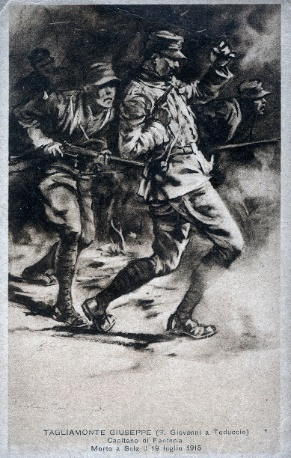 TAGLIAMONTE GIUSEPPE (S. Giovanni a Teduccio)
Capitano di Fanteria
Morto a Selz il 19 luglio 1915